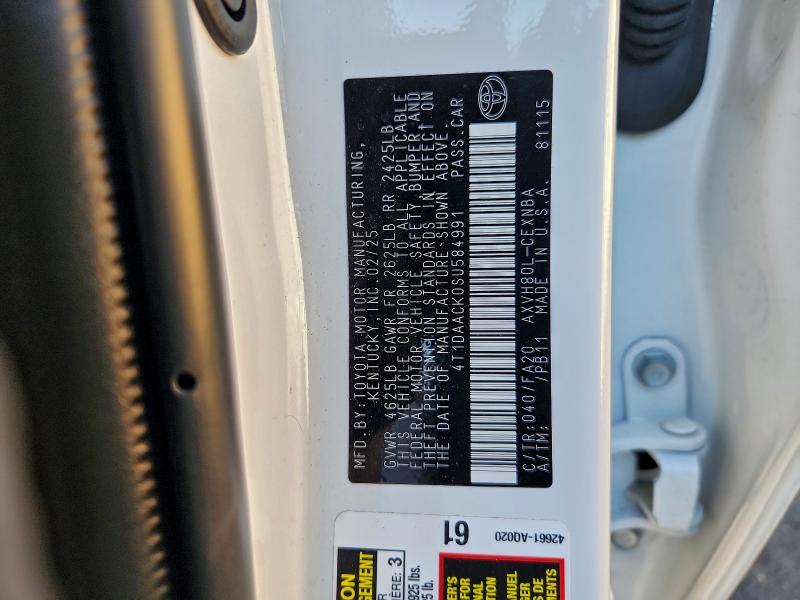 MFD. BY: TOYOTA MOTOR MANUFACTURING,
KENTUCKY, INC. 02/25
GVWR 4625LB GAWR FR 2625LB RR 2425LB
THIS VEHICLE CONFORMS TO ALL APPLICABLE
FEDERAL MOTOR VEHICLE SAFETY, BUMPER AND
THEFT PREVENTION STANDARDS IN EFFECT ON
THE DATE OF MANUFACTURE SHOWN ABOVE.
4T1DAACK0SU584991 PASS.CAR
C/TR:040/FA20 AXVH80L-CEXNBA
A/TM: /PB11 MADE IN U.S.A. 81115
61
42661-AQ020